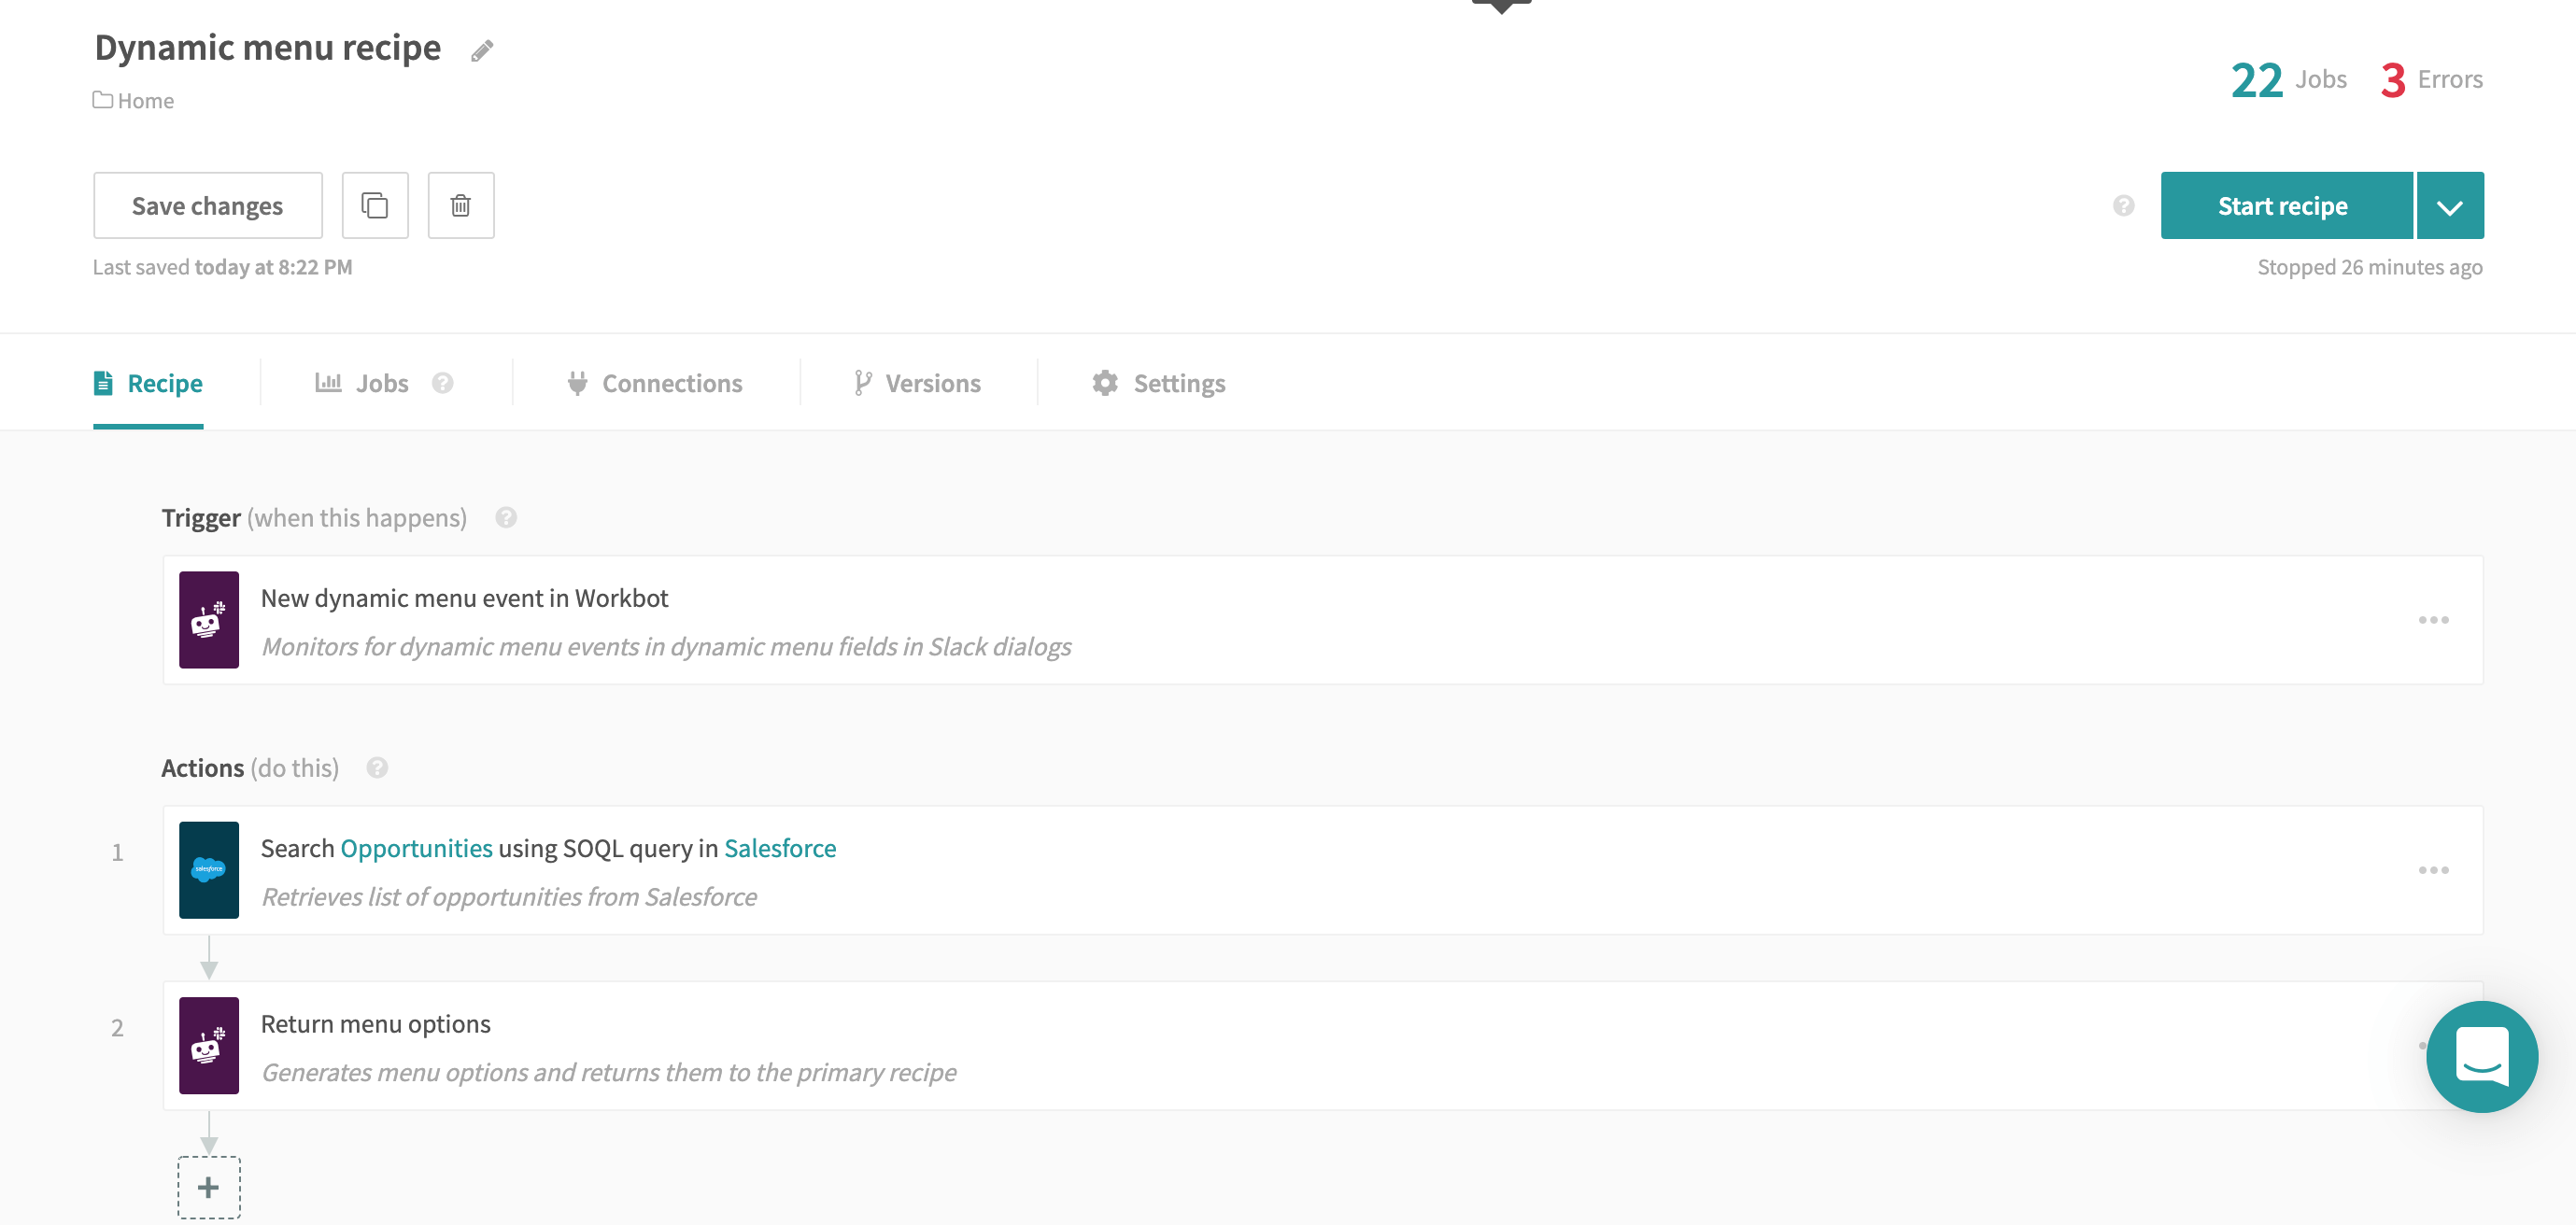 Dynamic menu recipe
Home
22 Jobs 3 Errors
Save changes
Start recipe
Last saved today at 8:22 PM
Stopped 26 minutes ago
Recipe
Jobs
Connections
Versions
Settings
Trigger (when this happens)
New dynamic menu event in Workbot
Monitors for dynamic menu events in dynamic menu fields in Slack dialogs
Actions (do this)
1
salesforce
Search Opportunities using SOQL query in Salesforce
Retrieves list of opportunities from Salesforce
2
Return menu options
Generates menu options and returns them to the primary recipe